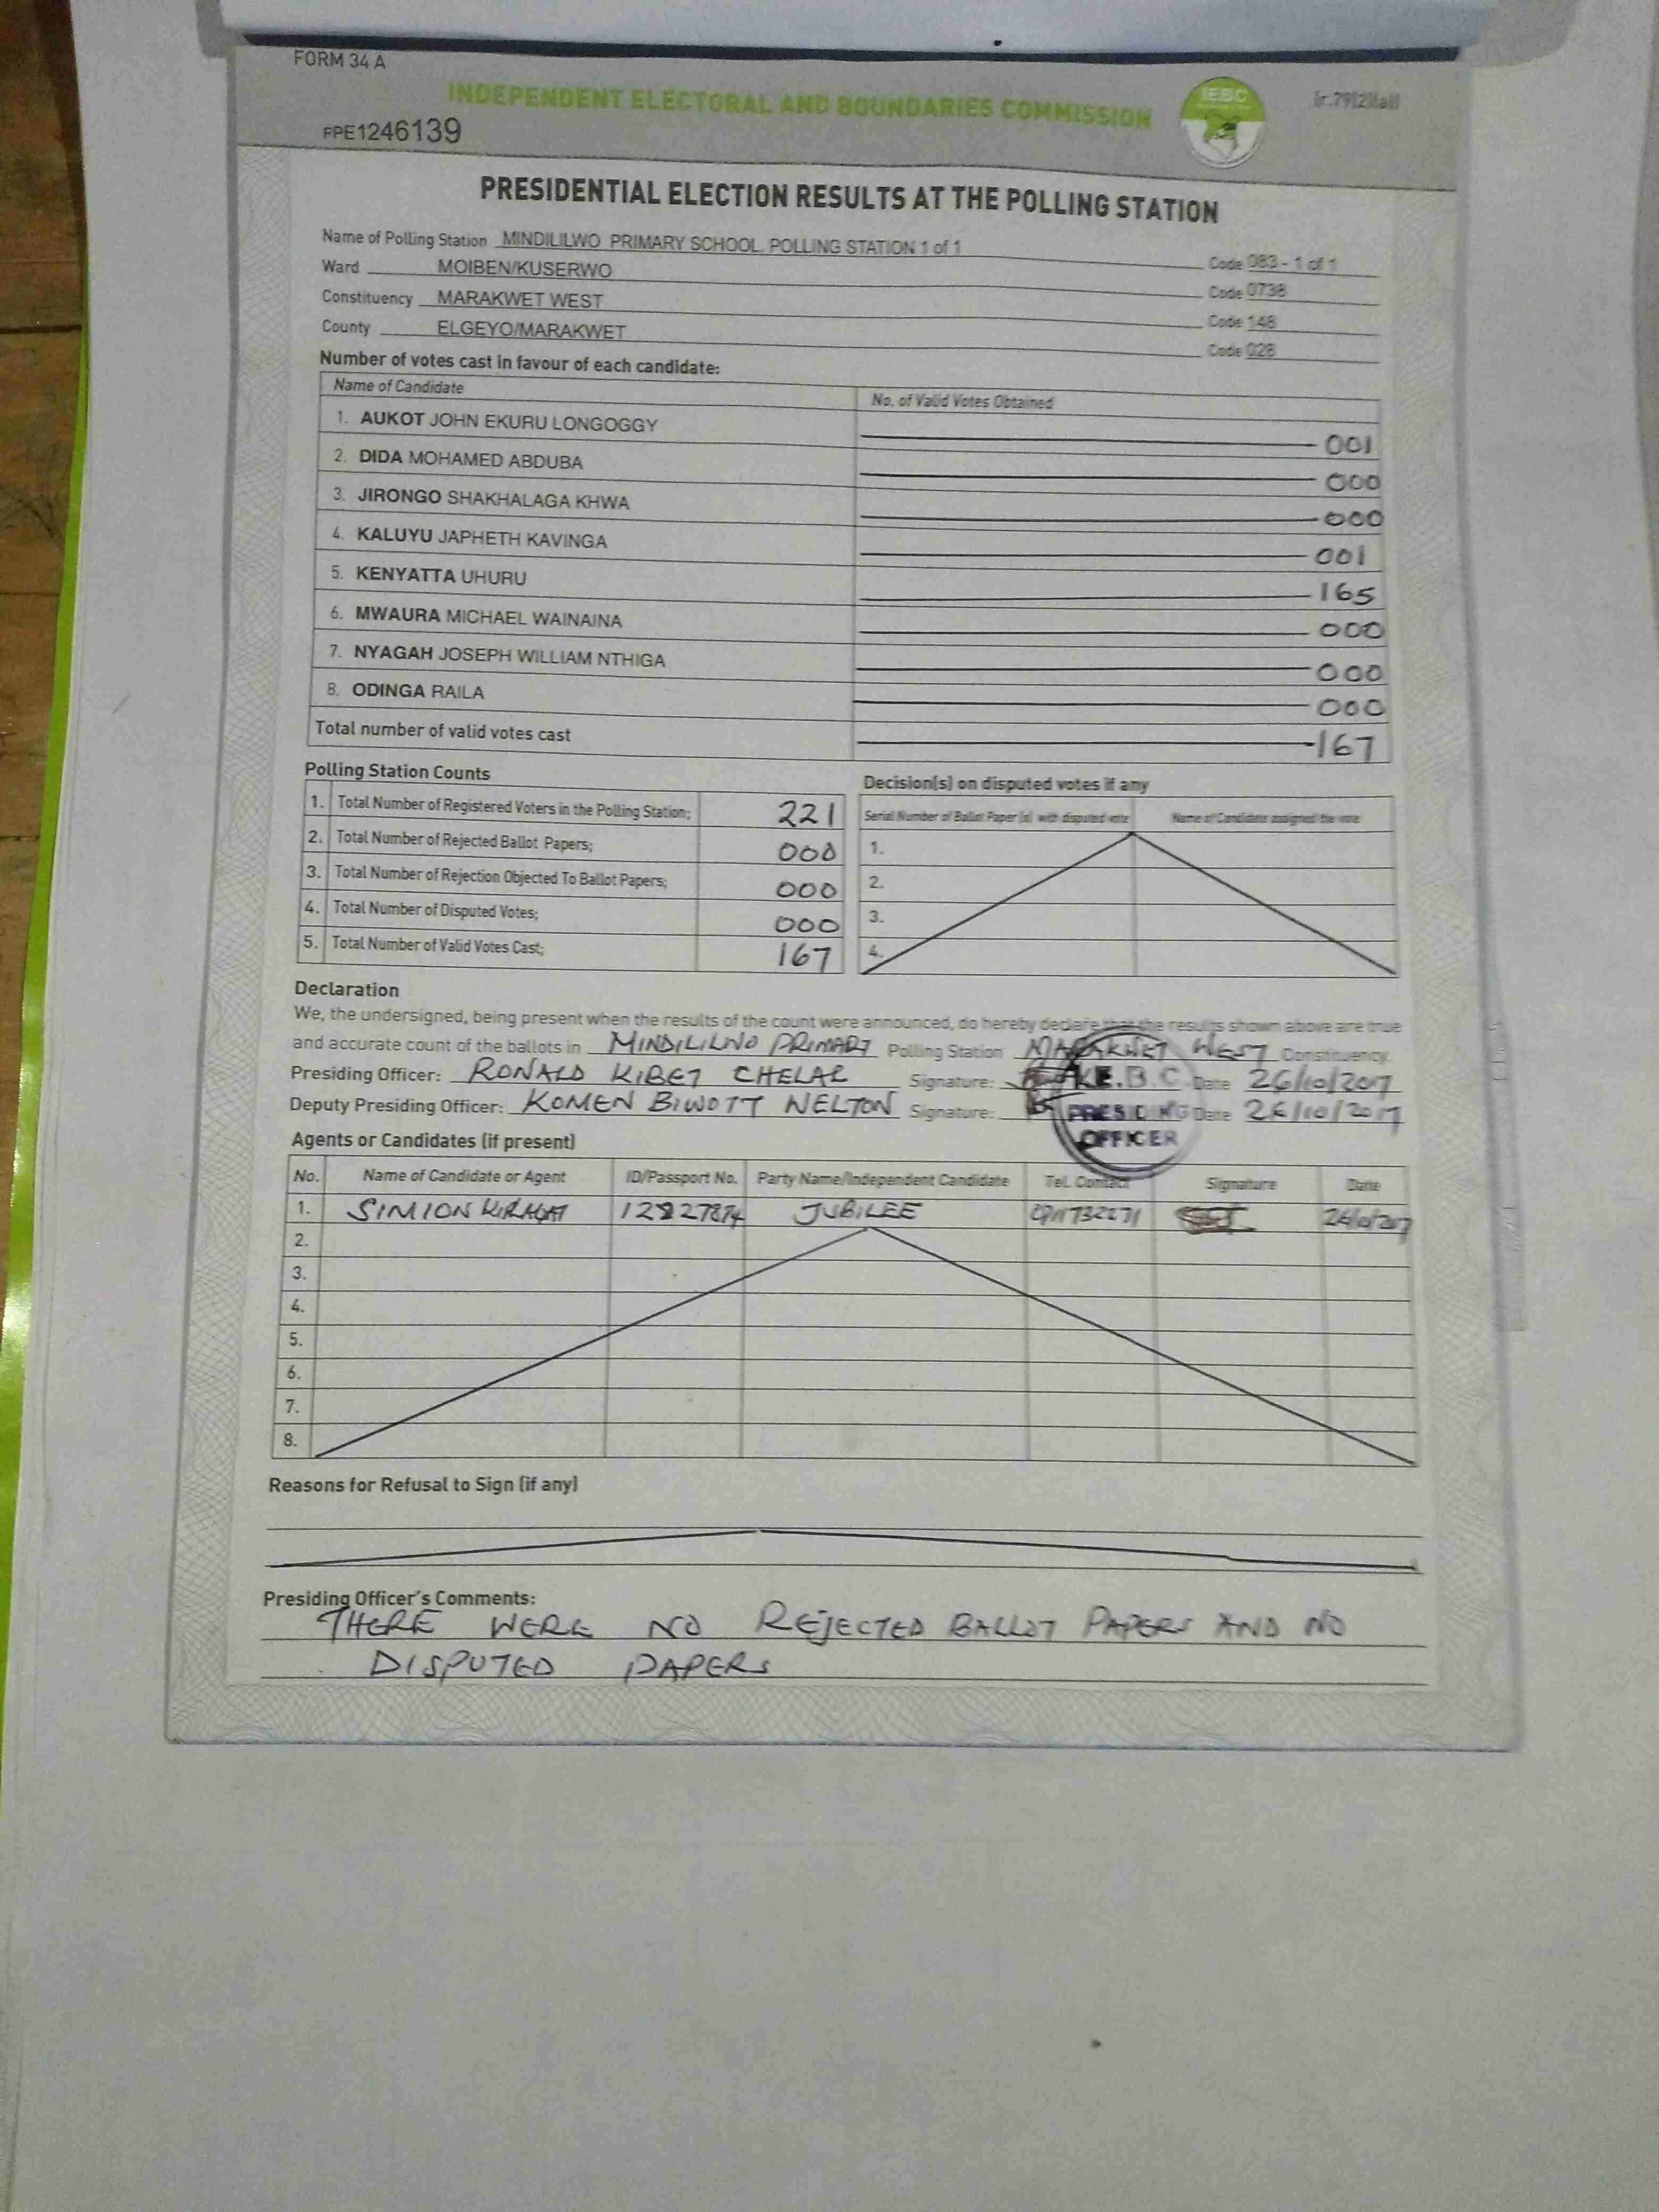 FORM 34 A
INDEPENDENT ELECTORAL AND BOUNDARIES COMMISSION
IEBC
FPE1246139
PRESIDENTIAL ELECTION RESULTS AT THE POLLING STATION
Name of Polling Station MINDILILWO PRIMARY SCHOOL POLLING STATION 1 of 1 Code 083 - 1 of 1
Ward MOIBEN/KUSERWO Code 0738
Constituency MARAKWET WEST Code 148
County ELGEYO/MARAKWET Code 028
Number of votes cast in favour of each candidate:
Name of Candidate No. of Valid Votes Obtained
1. AUKOT JOHN EKURU LONGOGGY 001
2. DIDA MOHAMED ABDUBA 000
3. JIRONGO SHAKHALAGA KHWA 000
4. KALUYU JAPHETH KAVINGA 001
5. KENYATTA UHURU 165
6. MWAURA MICHAEL WAINAINA 000
7. NYAGAH JOSEPH WILLIAM NTHIGA 000
8. ODINGA RAILA 000
Total number of valid votes cast 167
Polling Station Counts
1. Total Number of Registered Voters in the Polling Station; 221
2. Total Number of Rejected Ballot Papers; 000
3. Total Number of Rejection Objected To Ballot Papers; 000
4. Total Number of Disputed Votes; 000
5. Total Number of Valid Votes Cast; 167
Decision(s) on disputed votes if any
Serial Number of Ballot Paper (s) with disputed vote Name of Candidate assigned the vote
1.
2.
3.
4.
Declaration
We, the undersigned, being present when the results of the count were announced, do hereby declare that the results shown above are true
and accurate count of the ballots in MINDILILWO PRIMARY Polling Station MARAKWET WEST Constituency.
Presiding Officer: RONALD KIBET Signature: Date 26/10/2017
Deputy Presiding Officer: KOMEN BIWOTT WELTON Signature: Date 26/10/2017
I.E.B.C.
PRESIDING
OFFICER
Agents or Candidates (if present)
No. Name of Candidate or Agent ID/Passport No. Party Name/Independent Candidate Tel. Contact Signature Date
1. SIMION JUBILEE
2.
3.
4.
5.
6.
7.
8.
Reasons for Refusal to Sign (if any)
Presiding Officer's Comments:
THERE WERE NO REJECTED BALLOT PAPERS AND NO
DISPUTED PAPERS